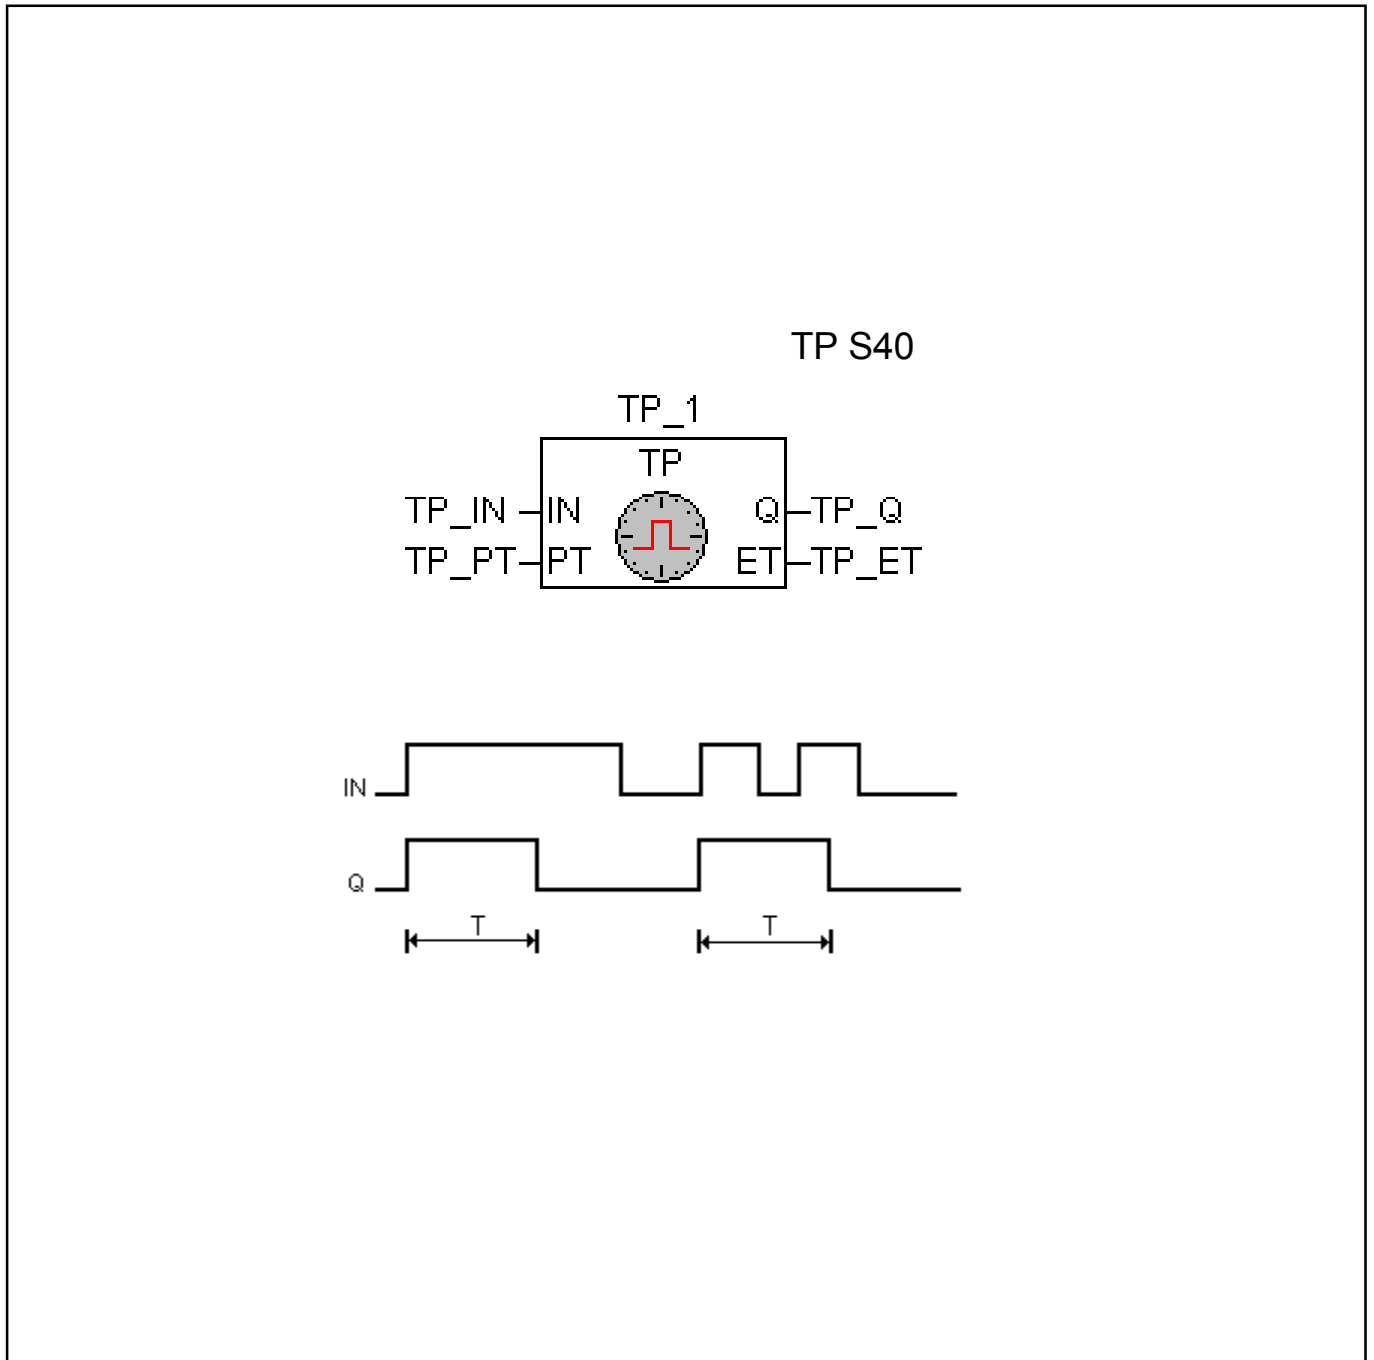 TP S40
TP_1
TP
TP_IN IN Q TP_Q
TP_PT PT ET TP_ET
IN
Q
T T